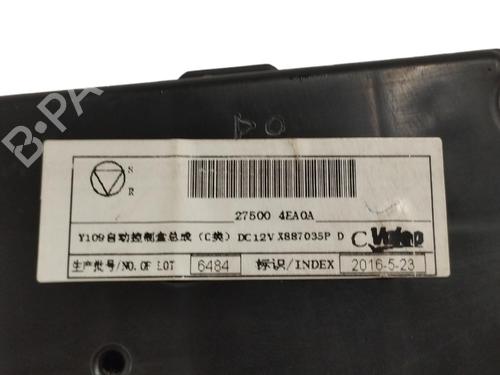 B-PA
N
R
27500 4EA0A
Y109自动控制盒总成（C类）DC12V X887035P D C Valeo
生产批号/NO.OF LOT 6484 标识/INDEX 2016-5-23